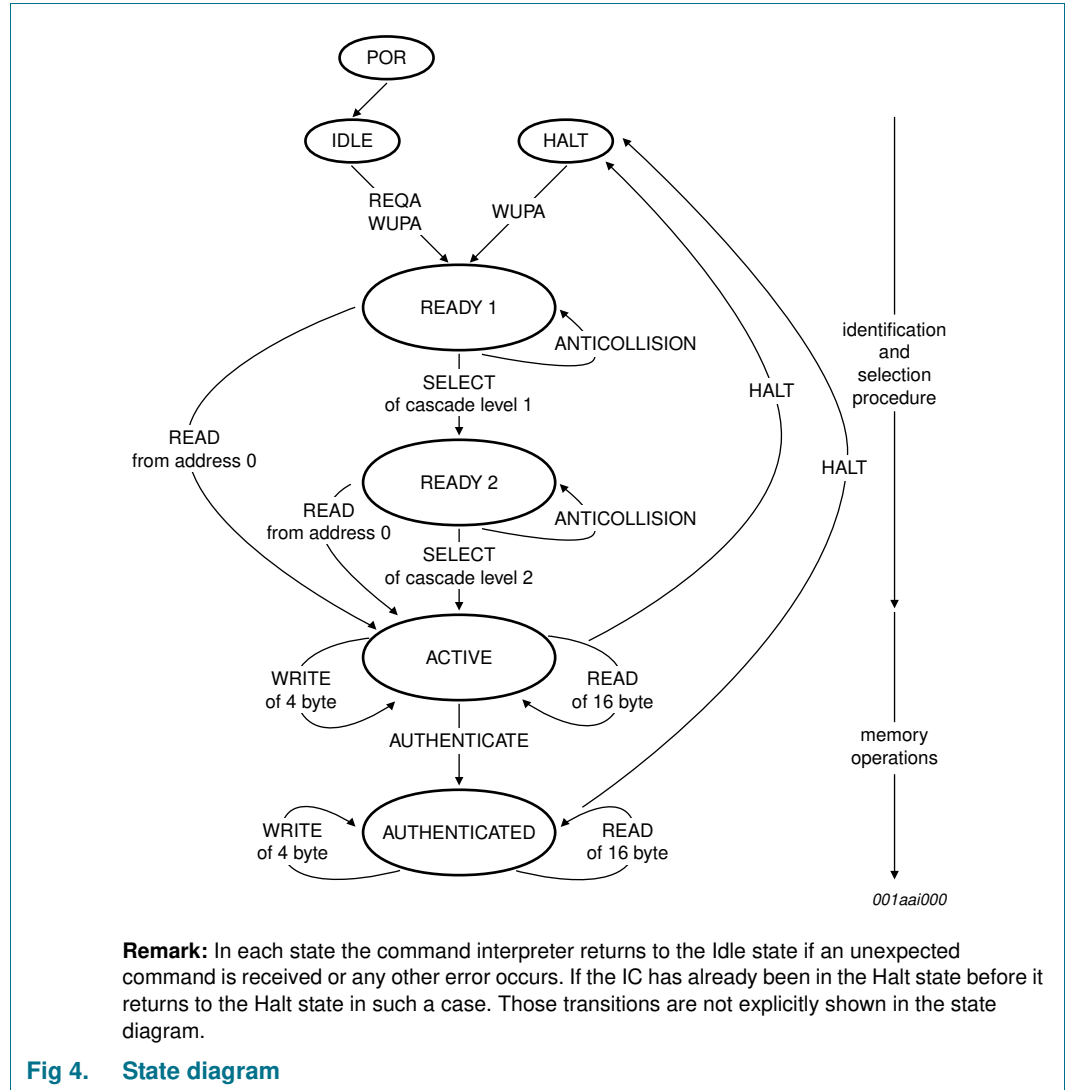 POR
IDLE
HALT
REQA
WUPA
WUPA
READY 1
ANTICOLLISION
identification
and
selection
procedure
SELECT
of cascade level 1
HALT
READ
from address 0
HALT
READY 2
READ
from address 0
ANTICOLLISION
SELECT
of cascade level 2
ACTIVE
WRITE
of 4 byte
READ
of 16 byte
AUTHENTICATE
memory
operations
WRITE
of 4 byte
AUTHENTICATED
READ
of 16 byte
001aai000
Remark: In each state the command interpreter returns to the Idle state if an unexpected
command is received or any other error occurs. If the IC has already been in the Halt state before it
returns to the Halt state in such a case. Those transitions are not explicitly shown in the state
diagram.
Fig 4. State diagram